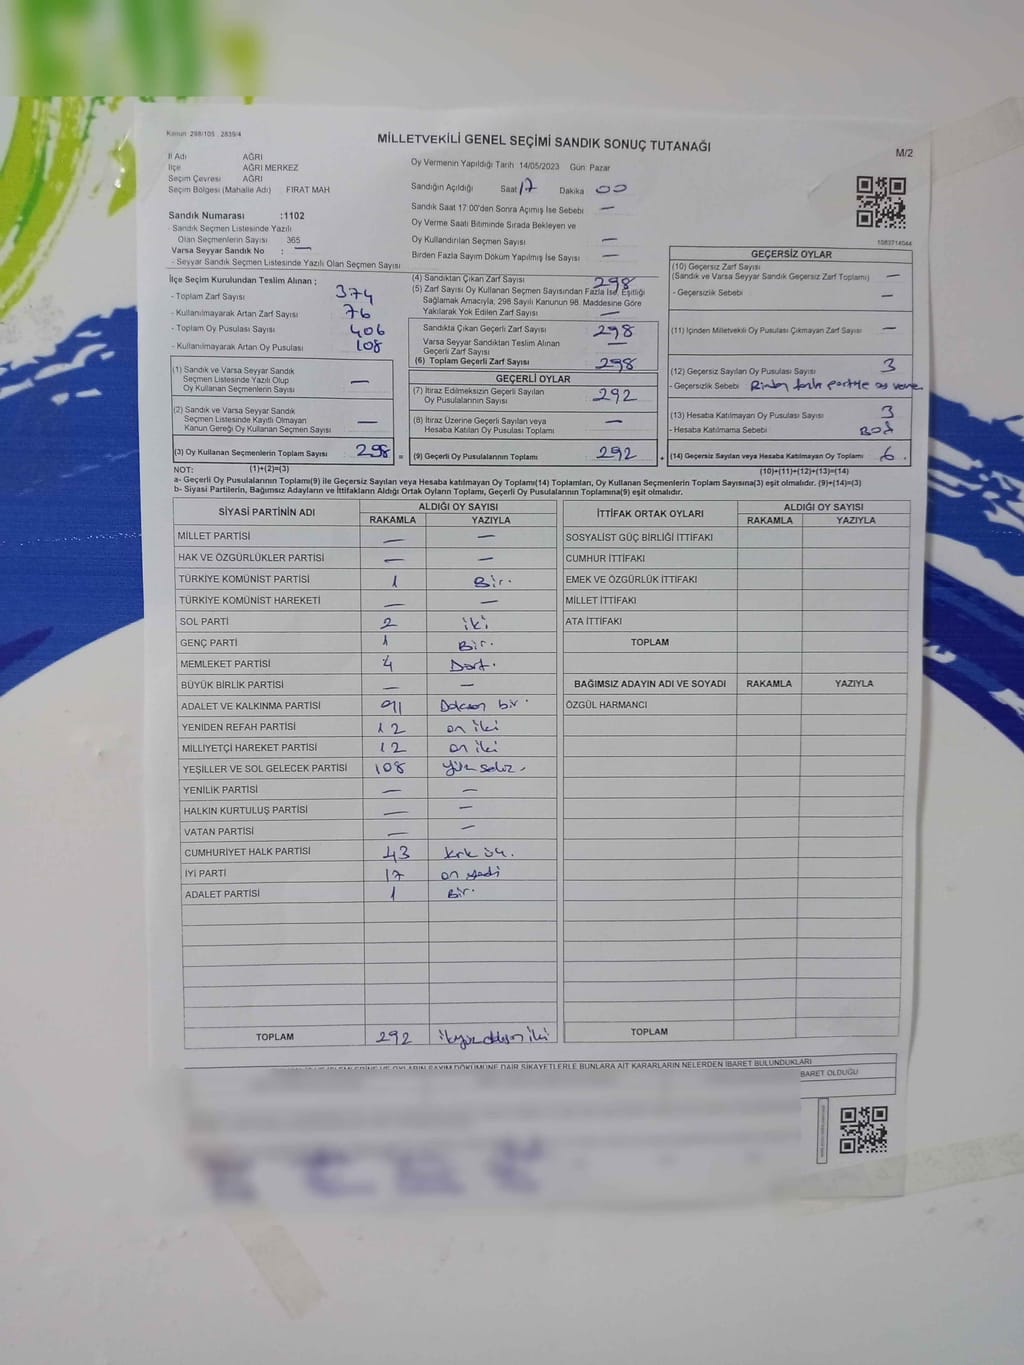 Kanun 298/105 . 2839/4
MİLLETVEKİLİ GENEL SEÇİMİ SANDIK SONUÇ TUTANAĞI
M/2
İl Adı AĞRI
İlçe AĞRI MERKEZ
Seçim Çevresi AĞRI
Seçim Bölgesi (Mahalle Adı) FIRAT MAH
Sandık Numarası :1102
- Sandık Seçmen Listesinde Yazılı
Olan Seçmenlerin Sayısı 365
Varsa Seyyar Sandık No : —
- Seyyar Sandık Seçmen Listesinde Yazılı Olan Seçmen Sayısı
Oy Vermenin Yapıldığı Tarih 14/05/2023 Gün Pazar
Sandığın Açıldığı Saat 17 Dakika 00
Sandık Saat 17:00'den Sonra Açımış İse Sebebi —
Oy Verme Saati Bitiminde Sırada Bekleyen ve
Oy Kullandırılan Seçmen Sayısı —
Birden Fazla Sayım Döküm Yapılmış İse Sayısı —
1083714044
İlçe Seçim Kurulundan Teslim Alınan ;
- Toplam Zarf Sayısı 374
- Kullanılmayarak Artan Zarf Sayısı 76
- Toplam Oy Pusulası Sayısı 406
- Kullanılmayarak Artan Oy Pusulası 108
(1) Sandık ve Varsa Seyyar Sandık
Seçmen Listesinde Yazılı Olup
Oy Kullanan Seçmenlerin Sayısı —
(2) Sandık ve Varsa Seyyar Sandık
Seçmen Listesinde Kayıtlı Olmayan
Kanun Gereği Oy Kullanan Seçmen Sayısı —
(3) Oy Kullanan Seçmenlerin Toplam Sayısı 298 =
(4) Sandıktan Çıkan Zarf Sayısı 298
(5) Zarf Sayısı Oy Kullanan Seçmen Sayısından Fazla İse, Eşitliği
Sağlamak Amacıyla, 298 Sayılı Kanunun 98. Maddesine Göre
Yakılarak Yok Edilen Zarf Sayısı —
Sandıkta Çıkan Geçerli Zarf Sayısı 298
Varsa Seyyar Sandıktan Teslim Alınan
Geçerli Zarf Sayısı —
(6) Toplam Geçerli Zarf Sayısı 298
GEÇERLİ OYLAR
(7) İtiraz Edilmeksizin Geçerli Sayılan
Oy Pusulalarının Sayısı 292
(8) İtiraz Üzerine Geçerli Sayılan veya
Hesaba Katılan Oy Pusulası Toplamı —
(9) Geçerli Oy Pusulalarının Toplamı 292 +
GEÇERSİZ OYLAR
(10) Geçersiz Zarf Sayısı
(Sandık ve Varsa Seyyar Sandık Geçersiz Zarf Toplamı) —
- Geçersizlik Sebebi —
(11) İçinden Milletvekili Oy Pusulası Çıkmayan Zarf Sayısı —
(12) Geçersiz Sayılan Oy Pusulası Sayısı 3
- Geçersizlik Sebebi Birden fazla partiye oy verme
(13) Hesaba Katılmayan Oy Pusulası Sayısı 3
- Hesaba Katılmama Sebebi Boş
(14) Geçersiz Sayılan veya Hesaba Katılmayan Oy Toplamı 6.
NOT: (1)+(2)=(3) (10)+(11)+(12)+(13)=(14)
a- Geçerli Oy Pusulasının Toplamı(9) ile Geçersiz Sayılan veya Hesaba katılmayan Oy Toplamı(14) Toplamları, Oy Kullanan Seçmenlerin Toplam Sayısına(3) eşit olmalıdır. (9)+(14)=(3)
b- Siyasi Partilerin, Bağımsız Adayların ve İttifakların Aldığı Ortak Oyların Toplamı, Geçerli Oy Pusulasının Toplamına(9) eşit olmalıdır.
SİYASİ PARTİNİN ADI ALDIĞI OY SAYISI
RAKAMLA YAZIYLA
MİLLET PARTİSİ — —
HAK VE ÖZGÜRLÜKLER PARTİSİ — —
TÜRKİYE KOMÜNİST PARTİSİ 1 Bir.
TÜRKİYE KOMÜNİST HAREKETİ — —
SOL PARTİ 2 iki
GENÇ PARTİ 1 Bir.
MEMLEKET PARTİSİ 4 Dört.
BÜYÜK BİRLİK PARTİSİ — —
ADALET VE KALKINMA PARTİSİ 91 Doksan bir.
YENİDEN REFAH PARTİSİ 12 on iki
MİLLİYETÇİ HAREKET PARTİSİ 12 on iki
YEŞİLLER VE SOL GELECEK PARTİSİ 108 yüz sekiz.
YENİLİK PARTİSİ — —
HALKIN KURTULUŞ PARTİSİ — —
VATAN PARTİSİ — —
CUMHURİYET HALK PARTİSİ 43 kırk üç.
İYİ PARTİ 17 on yedi
ADALET PARTİSİ 1 Bir.
TOPLAM 292 ikiyüz doksan iki
İTTİFAK ORTAK OYLARI ALDIĞI OY SAYISI
RAKAMLA YAZIYLA
SOSYALİST GÜÇ BİRLİĞİ İTTİFAKI
CUMHUR İTTİFAKI
EMEK VE ÖZGÜRLÜK İTTİFAKI
MİLLET İTTİFAKI
ATA İTTİFAKI
TOPLAM
BAĞIMSIZ ADAYIN ADI VE SOYADI RAKAMLA YAZIYLA
ÖZGÜL HARMANCI
TOPLAM
OYLARIN SAYIM DÖKÜMÜNE DAİR ŞİKAYETLERLE BUNLARA AİT KARARLARIN NELERDEN İBARET BULUNDUKLARI
BARET OLDUĞU